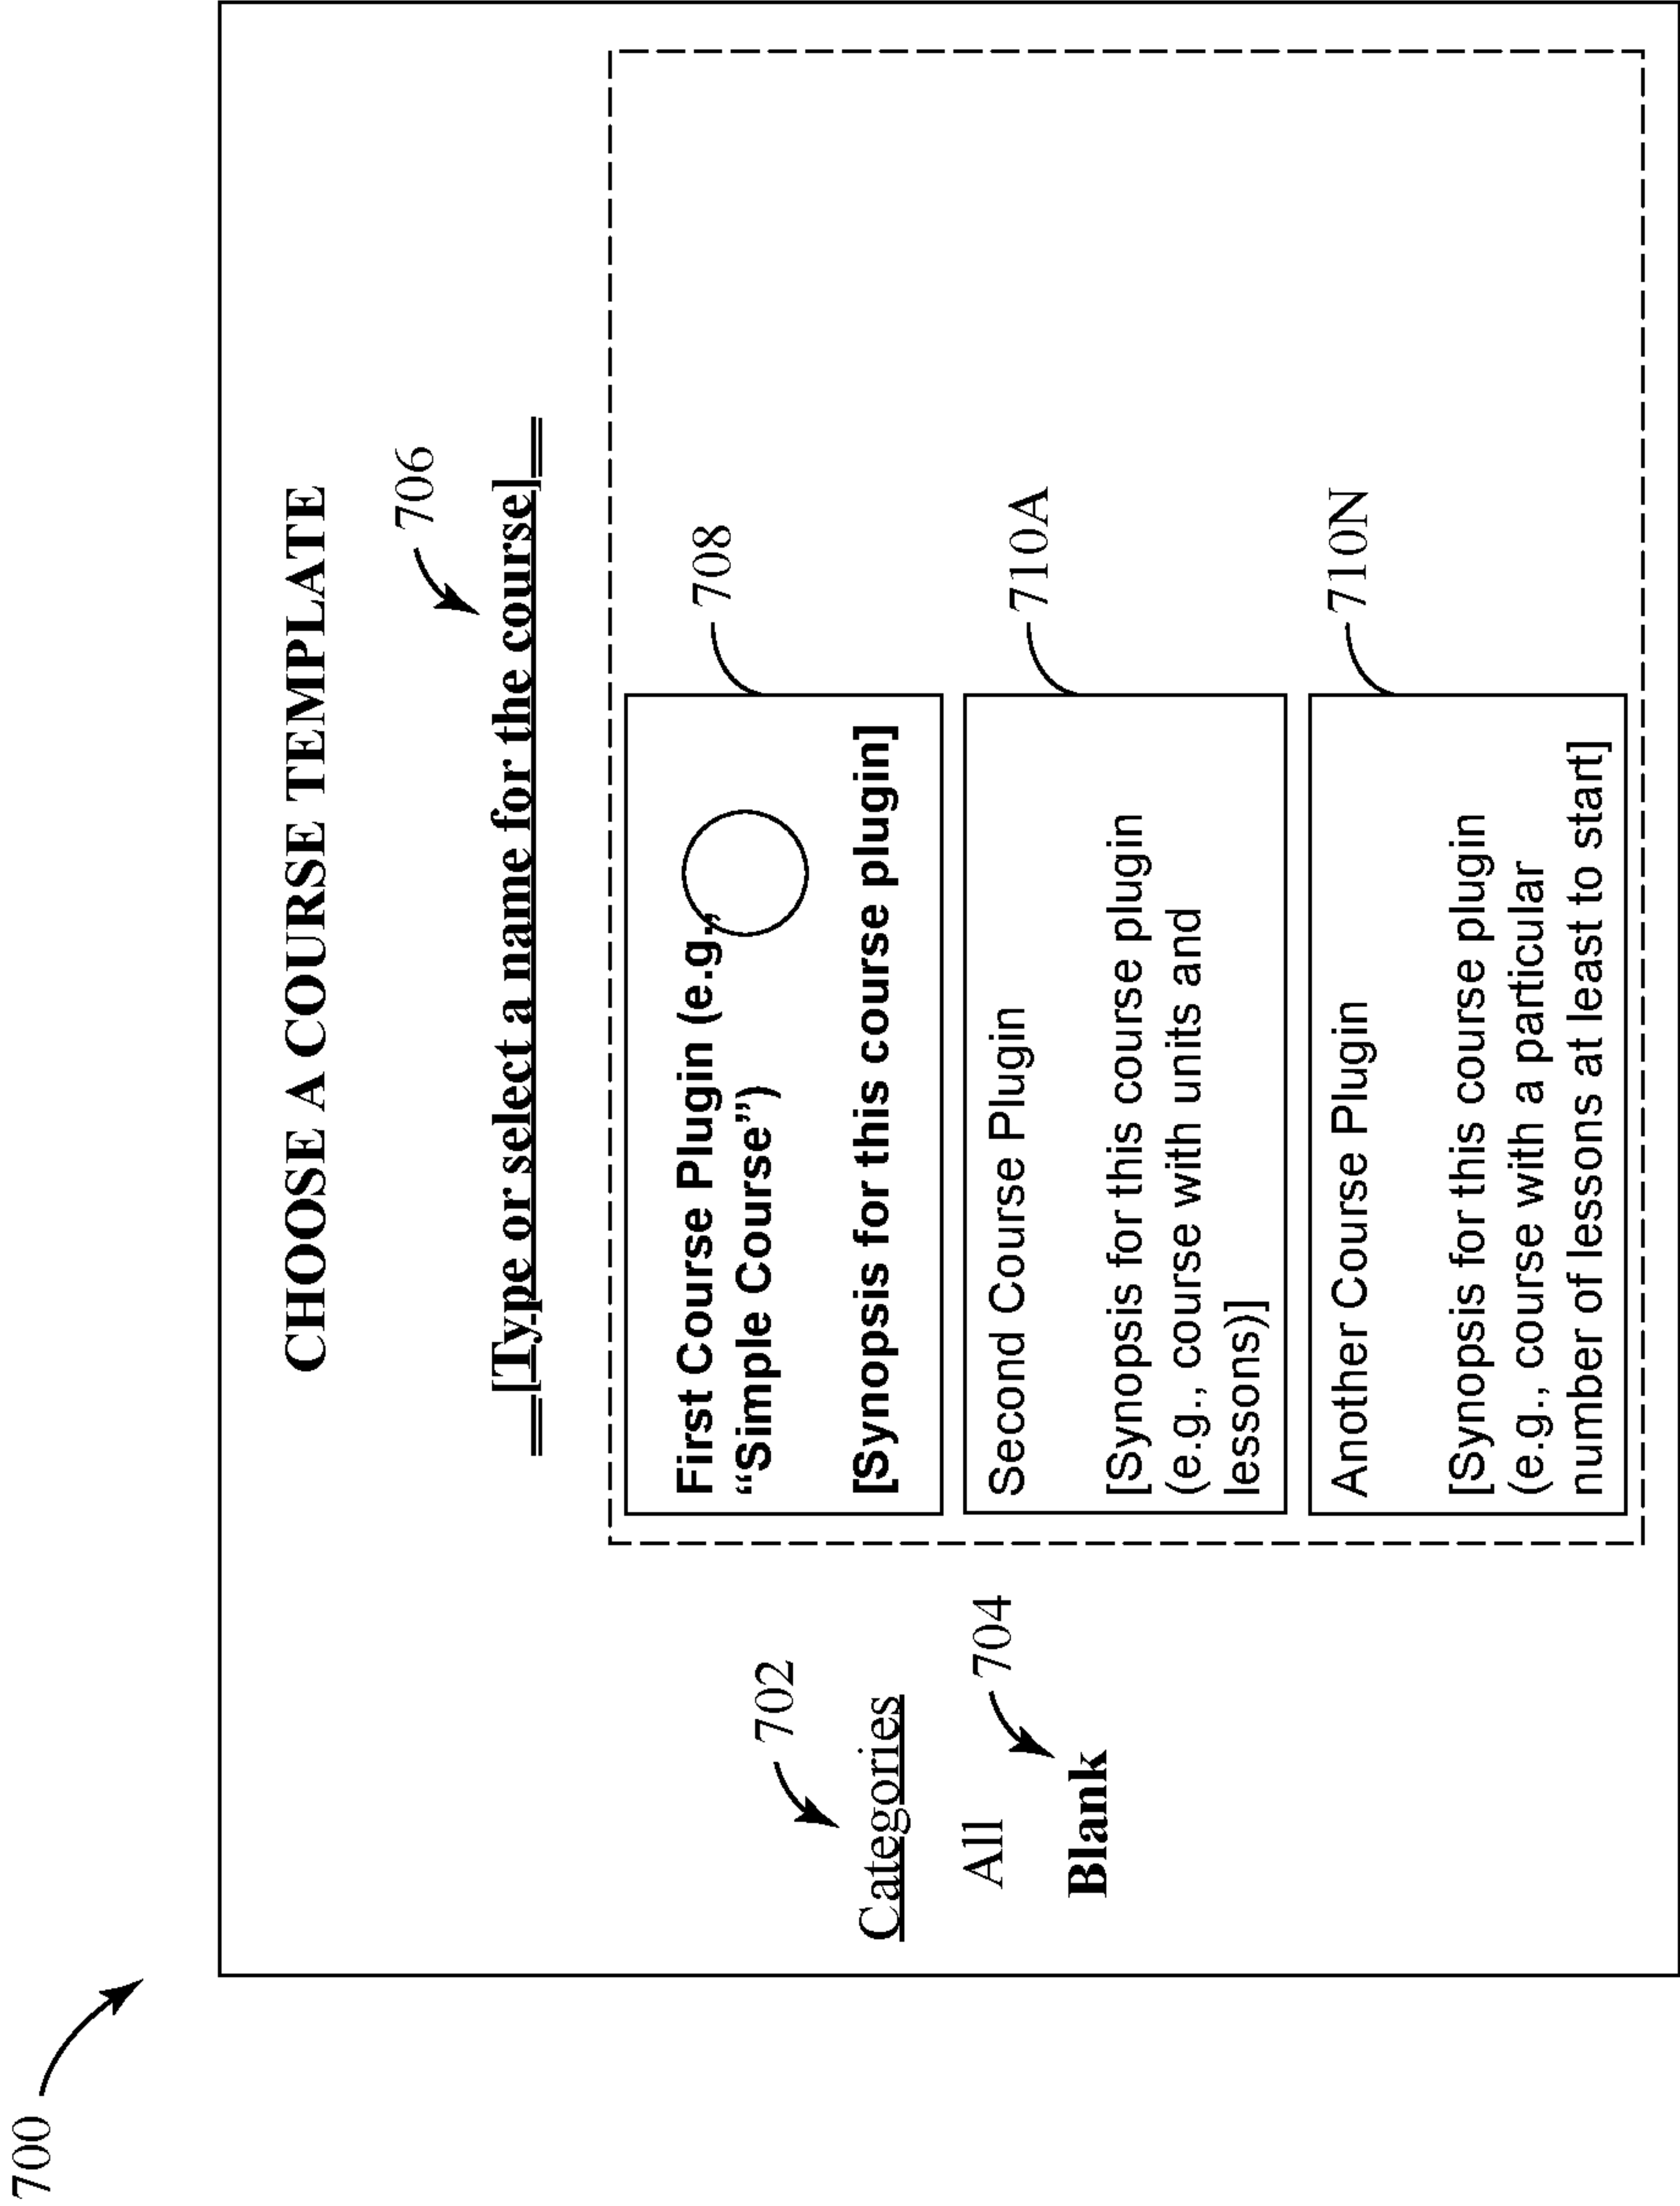 700
CHOOSE A COURSE TEMPLATE
706
[Type or select a name for the course]
702
Categories
All
704
Blank
708
First Course Plugin (e.g.,
“Simple Course”)
[Synopsis for this course plugin]
710A
Second Course Plugin
[Synopsis for this course plugin
(e.g., course with units and
lessons)]
710N
Another Course Plugin
[Synopsis for this course plugin
(e.g., course with a particular
number of lessons at least to start]